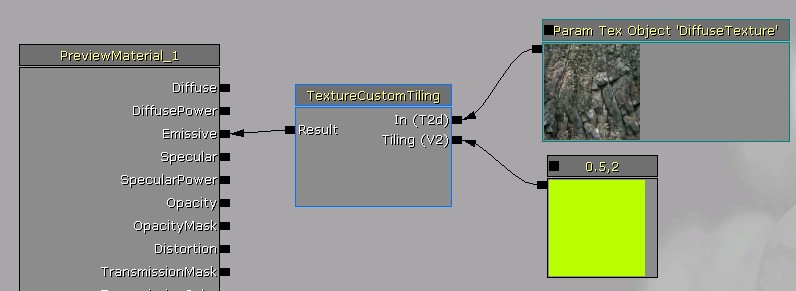 PreviewMaterial_1
Diffuse
DiffusePower
Emissive
Specular
SpecularPower
Opacity
OpacityMask
Distortion
TransmissionMask
TextureCustomTiling
In (T2d)
Result
Tiling (V2)
Param Tex Object 'DiffuseTexture'
0.5,2